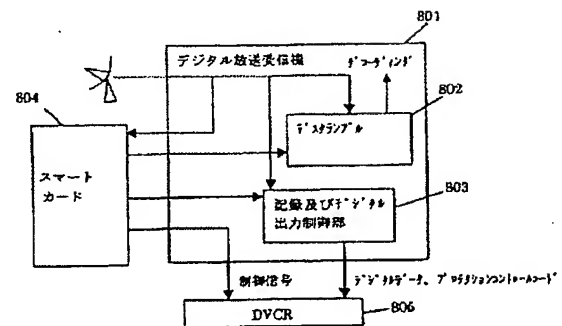 801
デジタル放送受信機
デコーディング
804
802
デスクランブル
スマート
カード
記録及びデジタル
出力制御部
803
制御信号
デジタルデータ、プロテクションコントロールコード
DVCR
805